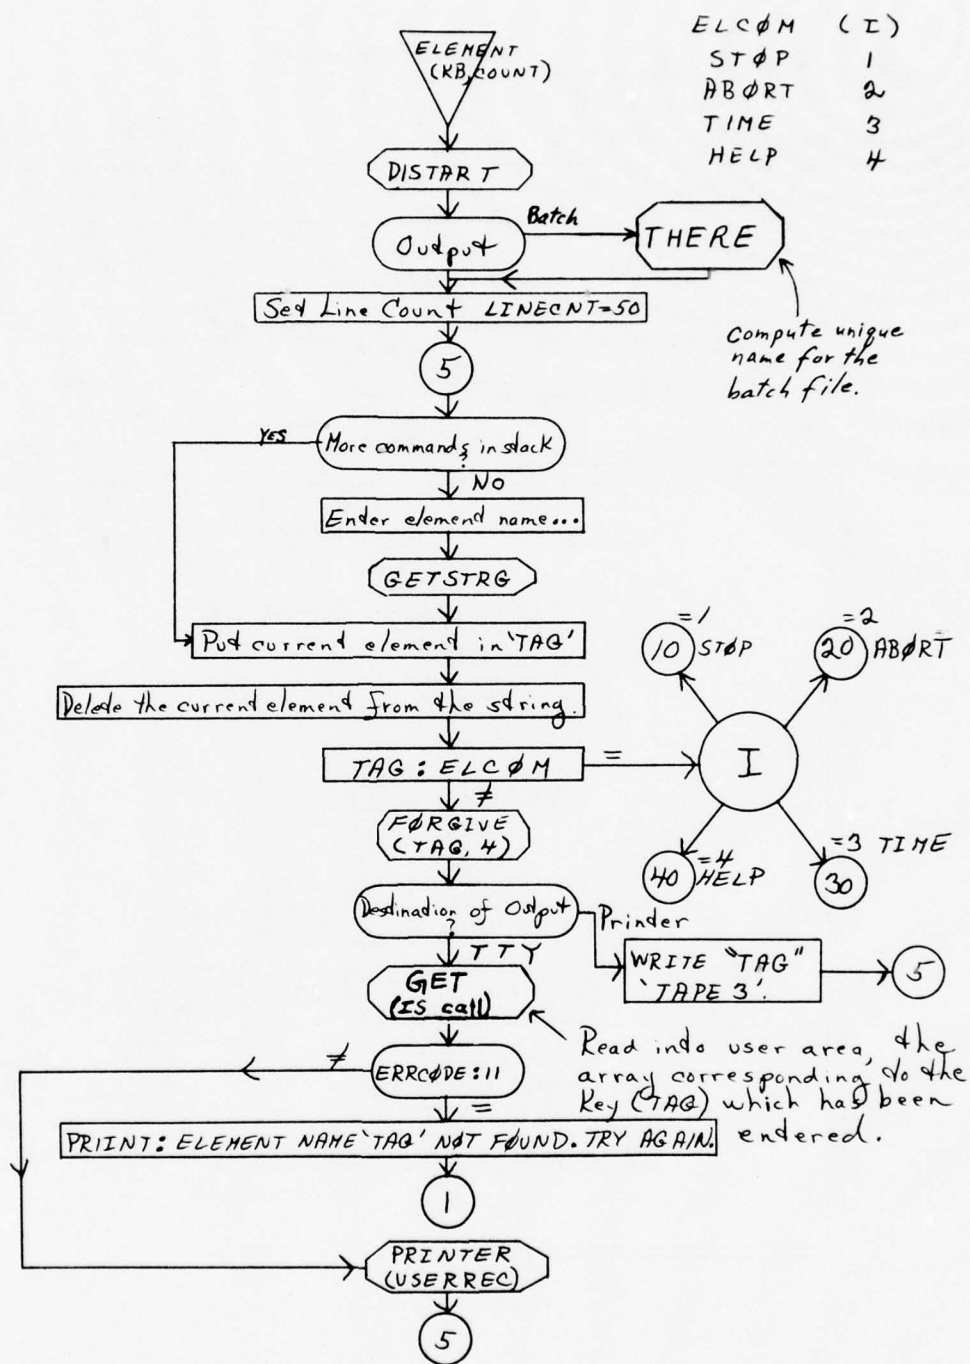 ELCØM (I)
STØP 1
ABØRT 2
TIME 3
HELP 4
ELEMENT
(KB,COUNT)
DISTART
Output
Batch
THERE
Set Line Count LINECNT=50
Compute unique
name for the
batch file.
5
More commands in stack
?
YES
NO
Enter element name...
GETSTRG
Put current element in 'TAG'
Delete the current element from the string.
TAG : ELCØM
=
≠
I
=1
10 STØP
=2
20 ABØRT
=3 TIME
30
=4
40 HELP
FØRGIVE
(TAG, 4)
Destination of Output
?
Printer
TTY
WRITE "TAG"
'TAPE 3'.
5
GET
(IS call)
Read into user area, the
array corresponding to the
Key (TAG) which has been
entered.
ERRCØDE:11
≠
=
PRIINT: ELEMENT NAME 'TAG' NØT FØUND. TRY AGAIN.
1
PRINTER
(USERREC)
5